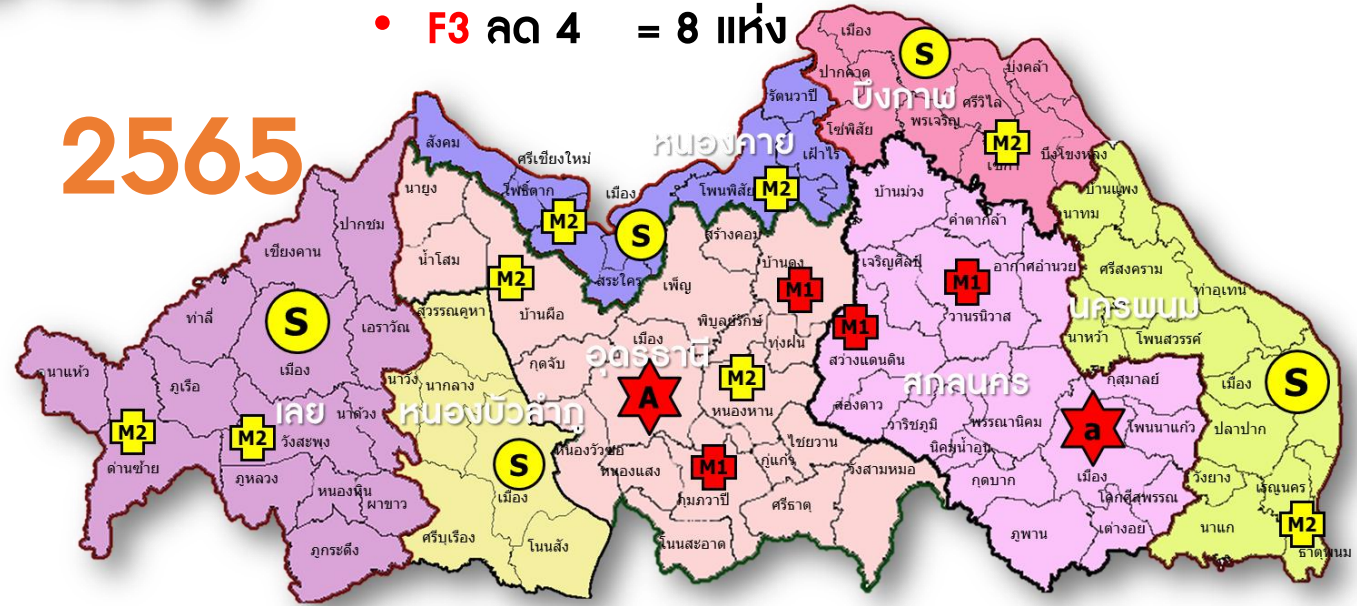 • F3 ลด 4 = 8 แห่ง
2565
เมือง
S
บุ่งคล้า
ปากคาด
บึงกาฬ
ศรีวิไล
พรเจริญ
โซ่พิสัย
M2
เซกา
บึงโขงหลง
รัตนวาปี
หนองคาย
เฝ้าไร่
โพนพิสัย
M2
สังคม
ศรีเชียงใหม่
โพธิ์ตาก
M2
เมือง
S
สระใคร
บ้านแพง
นาทม
ศรีสงคราม
ท่าอุเทน
นครพนม
นาหว้า
โพนสวรรค์
เมือง
S
ปลาปาก
วังยาง
เรณูนคร
นาแก
M2
ธาตุพนม
บ้านม่วง
คำตากล้า
เจริญศิลป์
อากาศอำนวย
M1
วานรนิวาส
M1
สว่างแดนดิน
สกลนคร
ส่องดาว
วาริชภูมิ
พรรณานิคม
นิคมน้ำอูน
กุสุมาลย์
a
โพนนาแก้ว
เมือง
กุดบาก
โคกศรีสุพรรณ
เต่างอย
ภูพาน
นายูง
น้ำโสม
M2
บ้านผือ
สร้างคอม
บ้านดุง
M1
เพ็ญ
พิบูลย์รักษ์
ทุ่งฝน
เมือง
อุดรธานี
กุดจับ
A
M2
หนองหาน
ไชยวาน
กู่แก้ว
หนองวัวซอ
หนองแสง
M1
กุมภวาปี
วังสามหมอ
ศรีธาตุ
โนนสะอาด
สุวรรณคูหา
นาวัง
นากลาง
หนองบัวลำภู
S
เมือง
ศรีบุเรือง
โนนสัง
ปากชม
เชียงคาน
ท่าลี่
S
เอราวัณ
เมือง
นาแห้ว
ภูเรือ
เลย
นาด้วง
M2
ด่านซ้าย
M2
วังสะพุง
ภูหลวง
หนองหิน
ผาขาว
ภูกระดึง